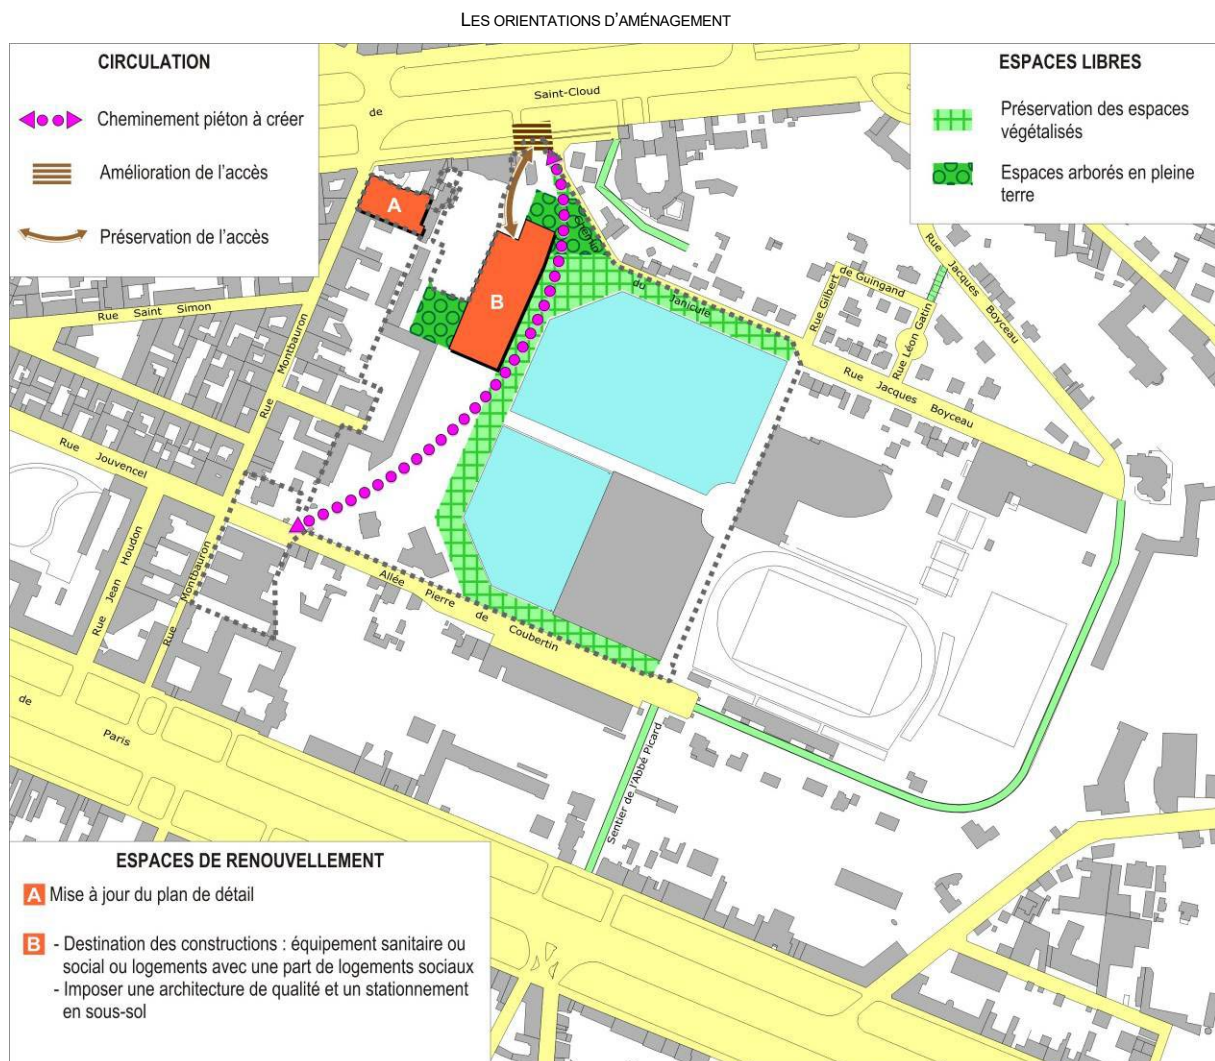 LES ORIENTATIONS D'AMÉNAGEMENT
CIRCULATION
Cheminement piéton à créer
Amélioration de l'accès
Préservation de l'accès
ESPACES LIBRES
Préservation des espaces
végétalisés
Espaces arborés en pleine
terre
de
Saint-Cloud
A
B
Chemin
du Janicule
Rue Gilbert
de Guingand
Rue Léon Gatin
Rue Jacques Boyceau
Rue Jacques Boyceau
Rue Saint Simon
Rue Montbauron
Rue Jouvencel
Rue Jean Houdon
Rue Montbauron
Allée Pierre de Coubertin
Sentier de l'Abbé Picard
de
Paris
ESPACES DE RENOUVELLEMENT
A Mise à jour du plan de détail
B - Destination des constructions : équipement sanitaire ou
social ou logements avec une part de logements sociaux
- Imposer une architecture de qualité et un stationnement
en sous-sol